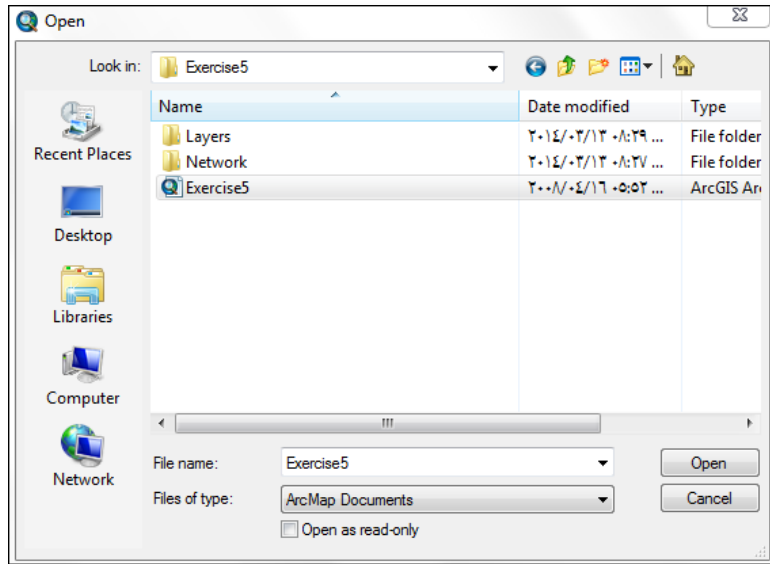 Open
Look in: Exercise5
Name Date modified Type
Layers ٢٠١٤/٠٣/١٣ ٠٨:٢٩ ... File folder
Network ٢٠١٤/٠٣/١٣ ٠٨:٢٧ ... File folder
Exercise5 ٢٠٠٨/٠٤/١٦ ٠٥:٥٢ ... ArcGIS Arc
Recent Places
Desktop
Libraries
Computer
Network
File name: Exercise5 Open
Files of type: ArcMap Documents Cancel
Open as read-only